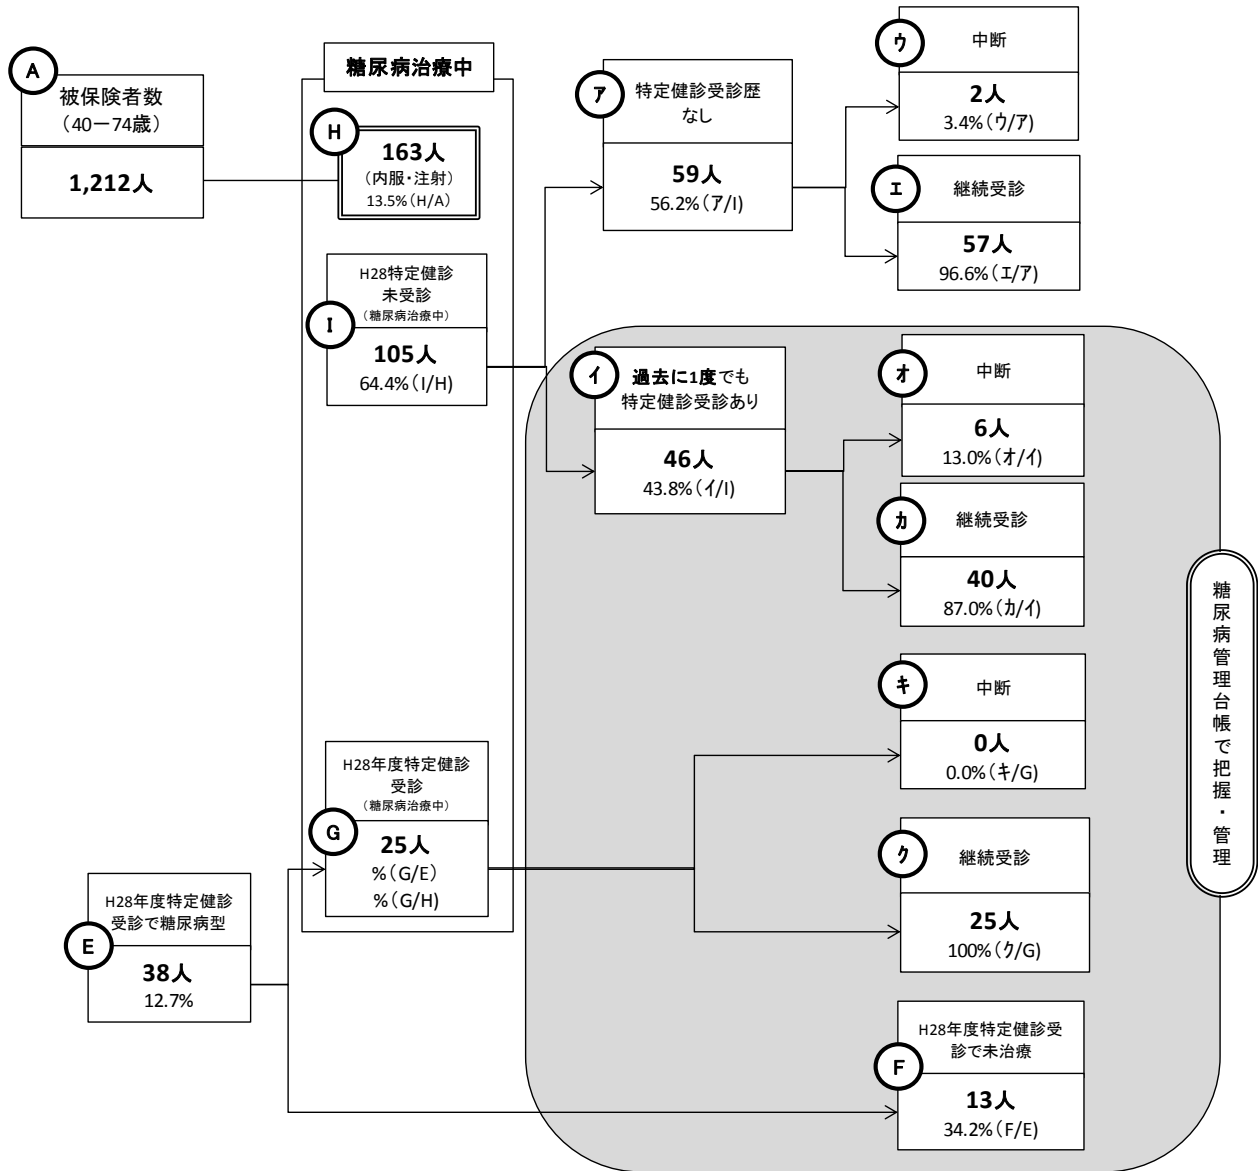 A
被保険者数
（40－74歳）
1,212人
糖尿病治療中
H
163人
（内服・注射）
13.5%（H/A）
I
H28特定健診
未受診
（糖尿病治療中）
105人
64.4%（I/H）
ア
特定健診受診歴
なし
59人
56.2%（ア/I）
ウ
中断
2人
3.4%（ウ/ア）
エ
継続受診
57人
96.6%（エ/ア）
イ
過去に1度でも
特定健診受診あり
46人
43.8%（イ/I）
オ
中断
6人
13.0%（オ/イ）
カ
継続受診
40人
87.0%（カ/イ）
キ
中断
0人
0.0%（キ/G）
G
H28年度特定健診
受診
（糖尿病治療中）
25人
%（G/E）
%（G/H）
ク
継続受診
25人
100%（ク/G）
E
H28年度特定健診
受診で糖尿病型
38人
12.7%
F
H28年度特定健診受
診で未治療
13人
34.2%（F/E）
糖尿病管理台帳で把握・管理